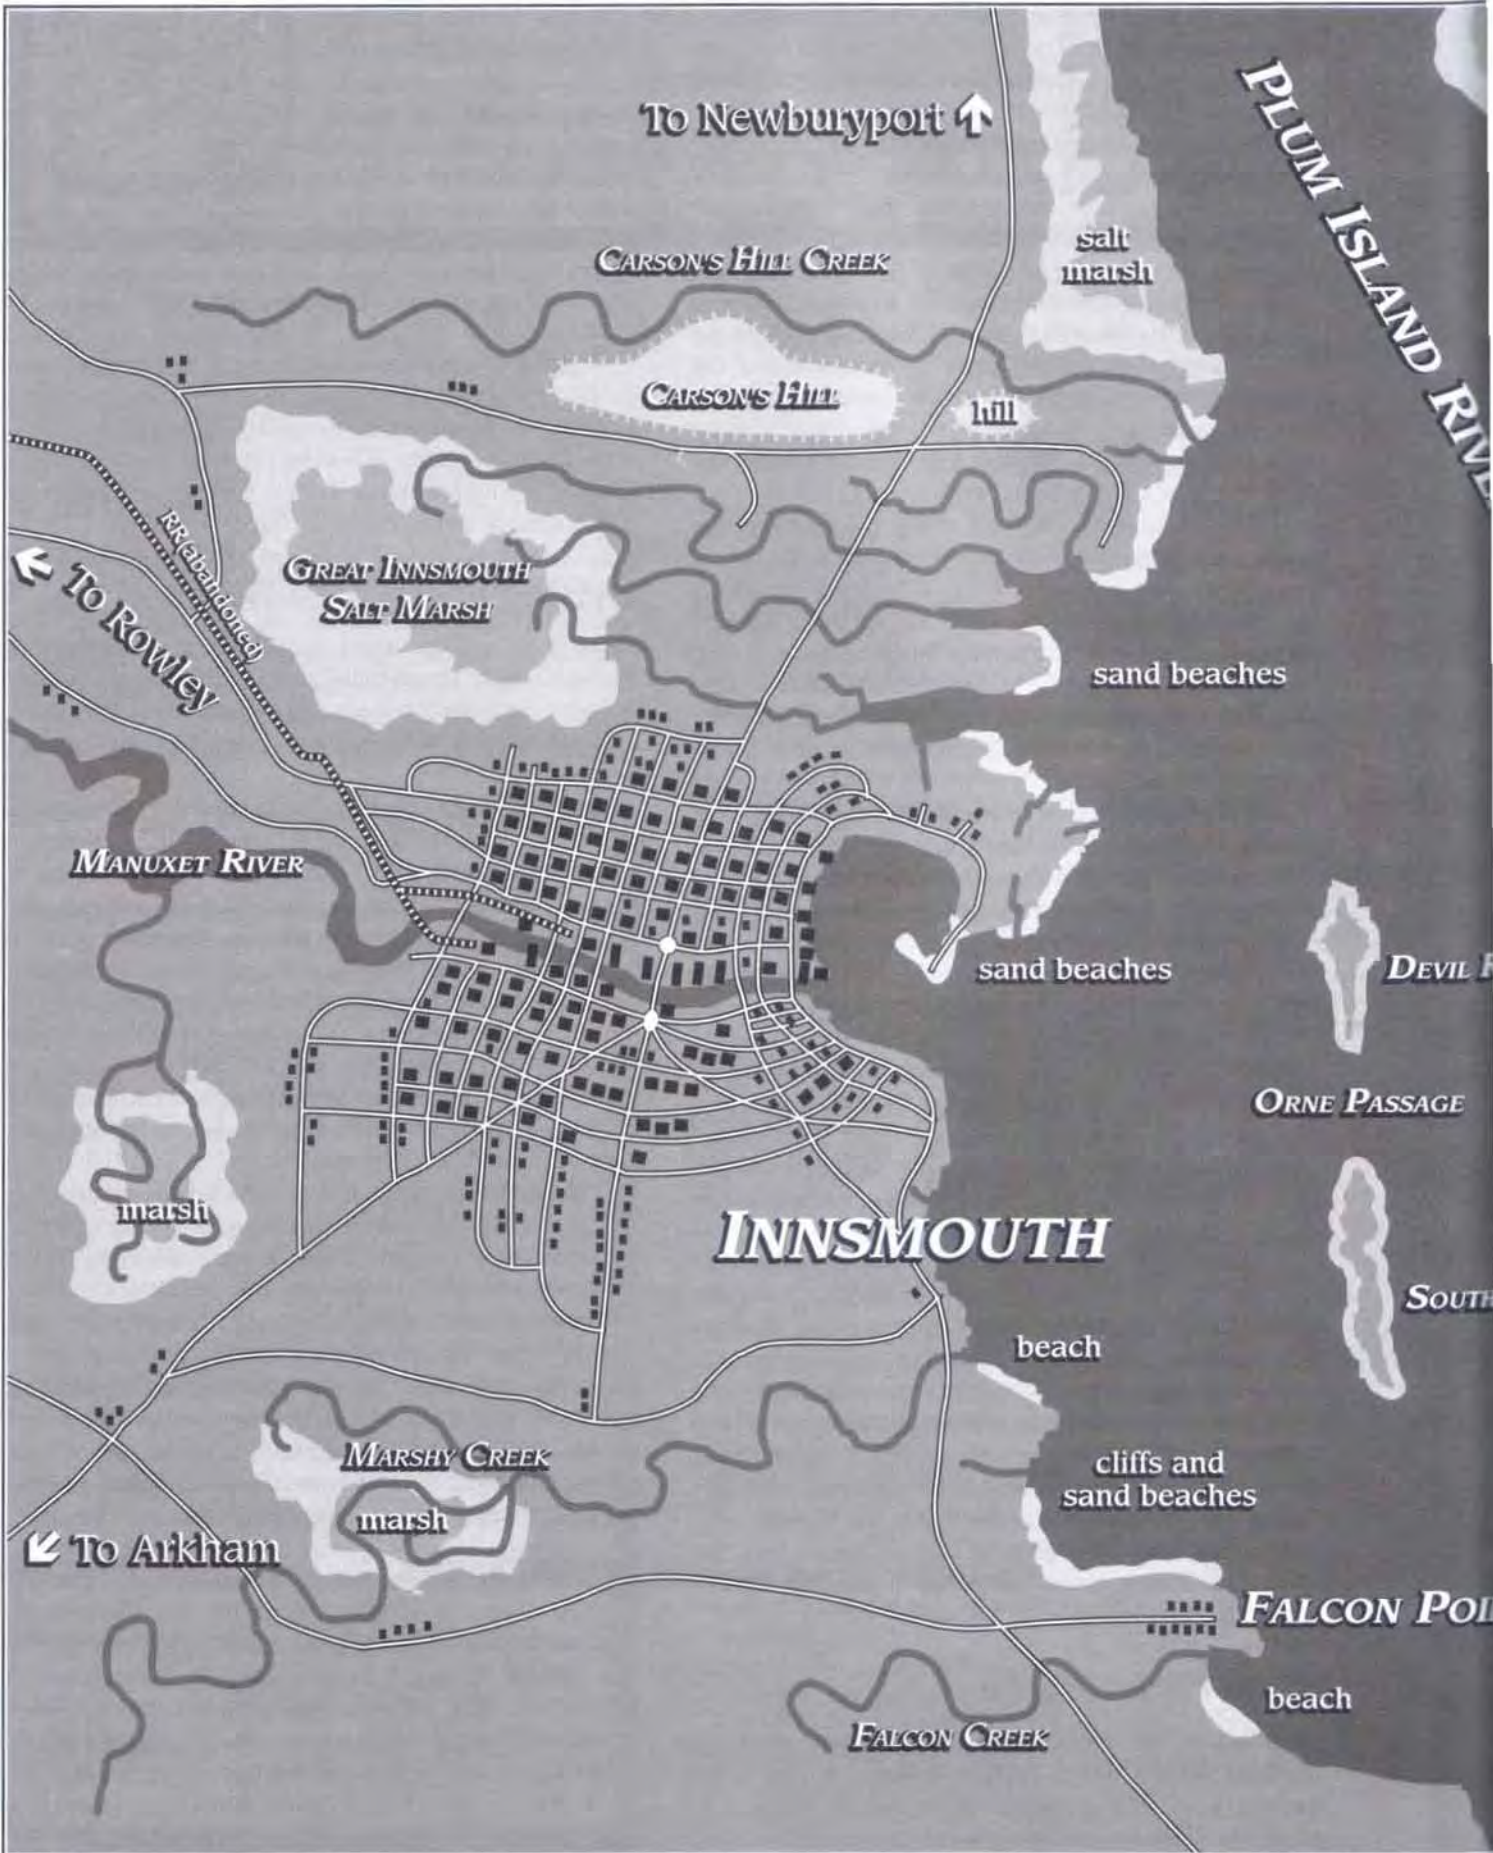 To Newburyport
PLUM ISLAND
salt
marsh
CARSON'S HILL CREEK
CARSON'S HILL
hill
RR (abandoned)
GREAT INNSMOUTH
SALT MARSH
To Rowley
sand beaches
MANUXET RIVER
sand beaches
DEVIL
ORNE PASSAGE
marsh
INNSMOUTH
SOUTH
beach
MARSHY CREEK
cliffs and
sand beaches
marsh
To Arkham
FALCON
beach
FALCON CREEK